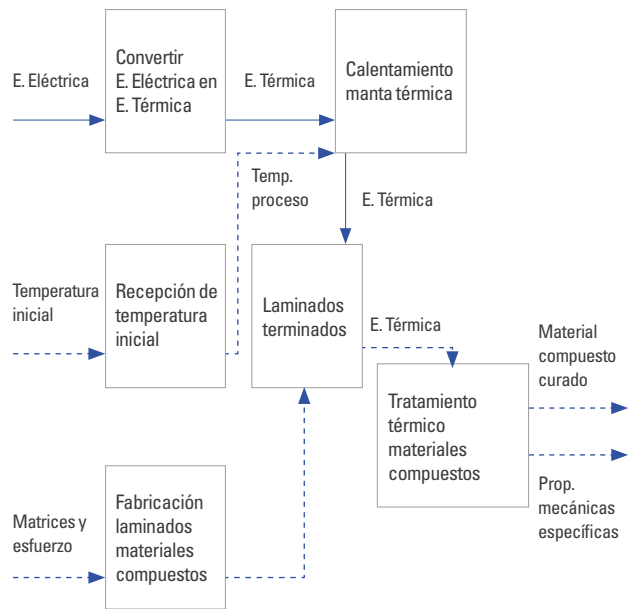 E. Eléctrica
Convertir
E. Eléctrica en
E. Térmica
E. Térmica
Calentamiento
manta térmica
Temp.
proceso
E. Térmica
Temperatura
inicial
Recepción de
temperatura
inicial
Laminados
terminados
E. Térmica
Material
compuesto
curado
Tratamiento
térmico
materiales
compuestos
Prop.
mecánicas
específicas
Matrices y
esfuerzo
Fabricación
laminados
materiales
compuestos